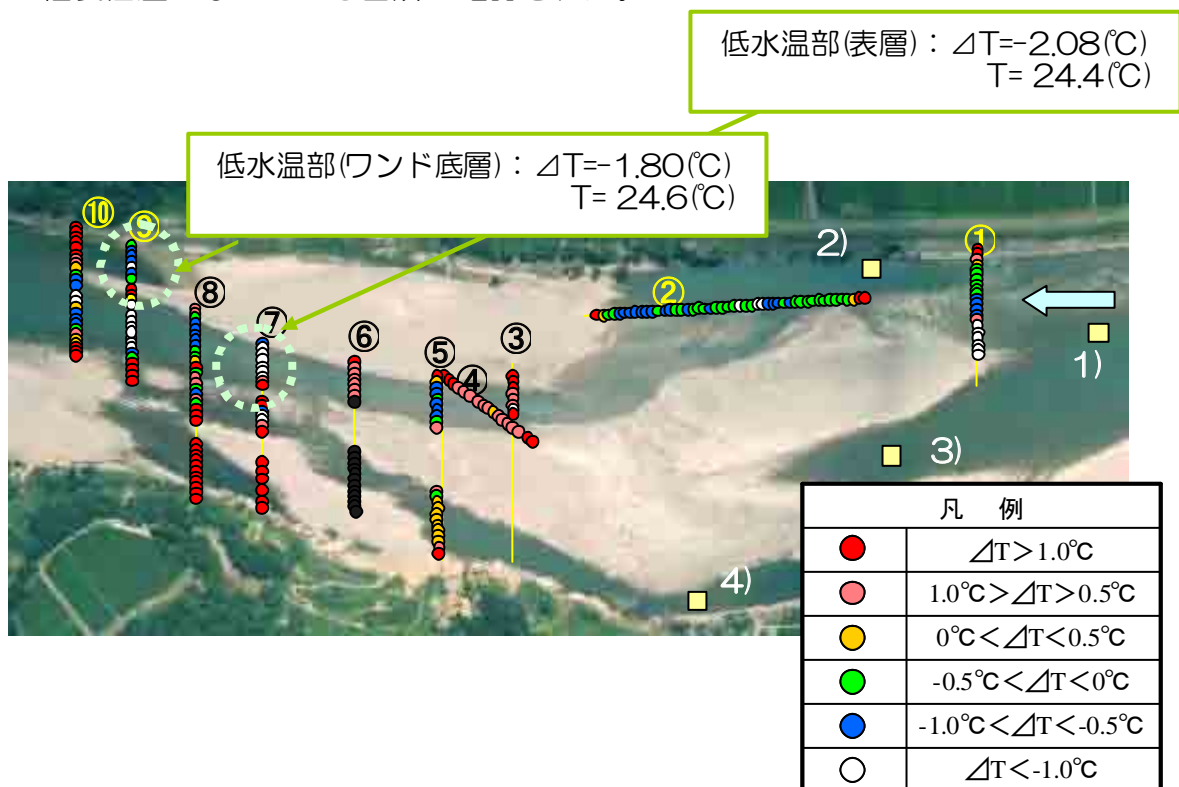 低水温部(表層)：⊿T=-2.08(℃)
T= 24.4(℃)
低水温部(ワンド底層)：⊿T=-1.80(℃)
T= 24.6(℃)
⑩
⑨
⑧
⑦
⑥
⑤
④
③
②
①
2)
1)
3)
4)
凡 例
⊿T＞1.0℃
1.0℃＞⊿T＞0.5℃
0℃＜⊿T＜0.5℃
-0.5℃＜⊿T＜0℃
-1.0℃＜⊿T＜-0.5℃
⊿T＜-1.0℃